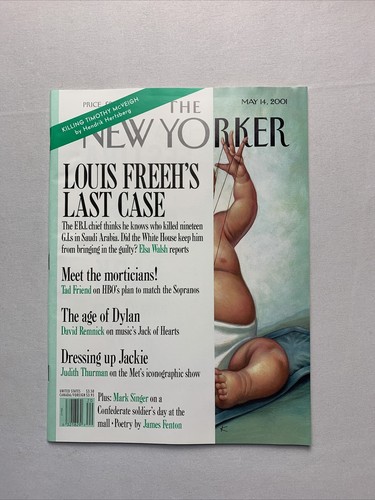 KILLING TIMOTHY McVEIGH
by Hendrik Hertzberg
PRICE
THE
MAY 14, 2001
NEW YORKER
LOUIS FREEH'S
LAST CASE
The F.B.I. chief thinks he knows who killed nineteen
G.I.s in Saudi Arabia. Did the White House keep him
from bringing in the guilty? Elsa Walsh reports
Meet the morticians!
Tad Friend on HBO's plan to match the Sopranos
The age of Dylan
David Remnick on music's Jack of Hearts
Dressing up Jackie
Judith Thurman on the Met's iconographic show
Plus: Mark Singer on a
Confederate soldier's day at the
mall • Poetry by James Fenton
UNITED STATES
CANADA/FOREIGN